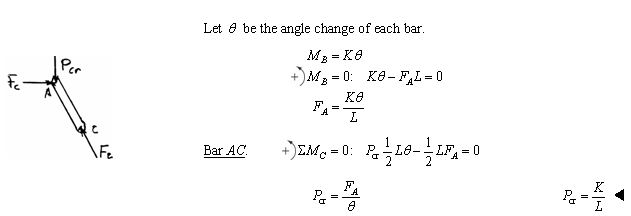 Let θ be the angle change of each bar.
M_B = Kθ
+) M_B = 0: Kθ − F_A L = 0
F_A = Kθ/L
P_cr
F_c
A
C
F_c
Bar AC. +) ΣM_C = 0: P_cr 1/2 Lθ − 1/2 L F_A = 0
P_cr = F_A/θ P_cr = K/L